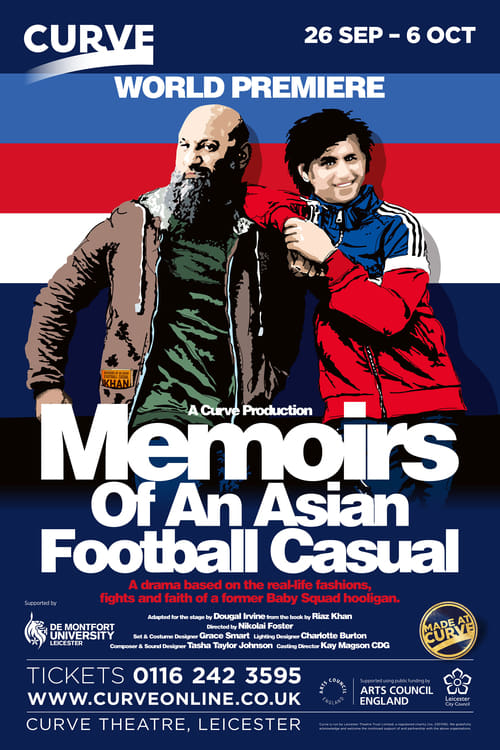 CURVE
26 SEP – 6 OCT
WORLD PREMIERE
KHAN
A Curve Production
Memoirs
Of An Asian
Football Casual
A drama based on the real-life fashions,
fights and faith of a former Baby Squad hooligan.
Supported by
DE MONTFORT
UNIVERSITY
LEICESTER
Adapted for the stage by Dougal Irvine from the book by Riaz Khan
Directed by Nikolai Foster
Set & Costume Designer Grace Smart Lighting Designer Charlotte Burton
Composer & Sound Designer Tasha Taylor Johnson Casting Director Kay Magson CDG
MADE AT
CURVE
TICKETS 0116 242 3595
WWW.CURVEONLINE.CO.UK
CURVE THEATRE, LEICESTER
ARTS COUNCIL
ENGLAND
Supported using public funding by
ARTS COUNCIL
ENGLAND
Leicester
City Council